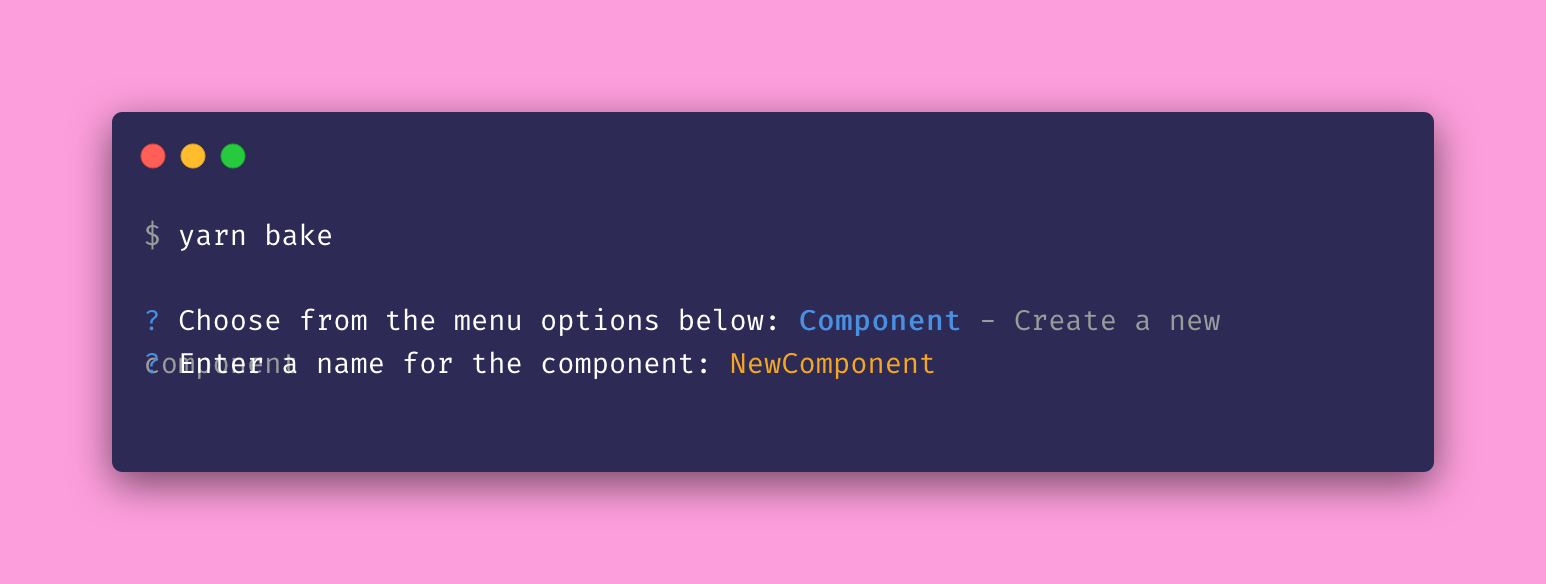 $ yarn bake
? Choose from the menu options below: Component - Create a new
component
? Enter a name for the component: NewComponent